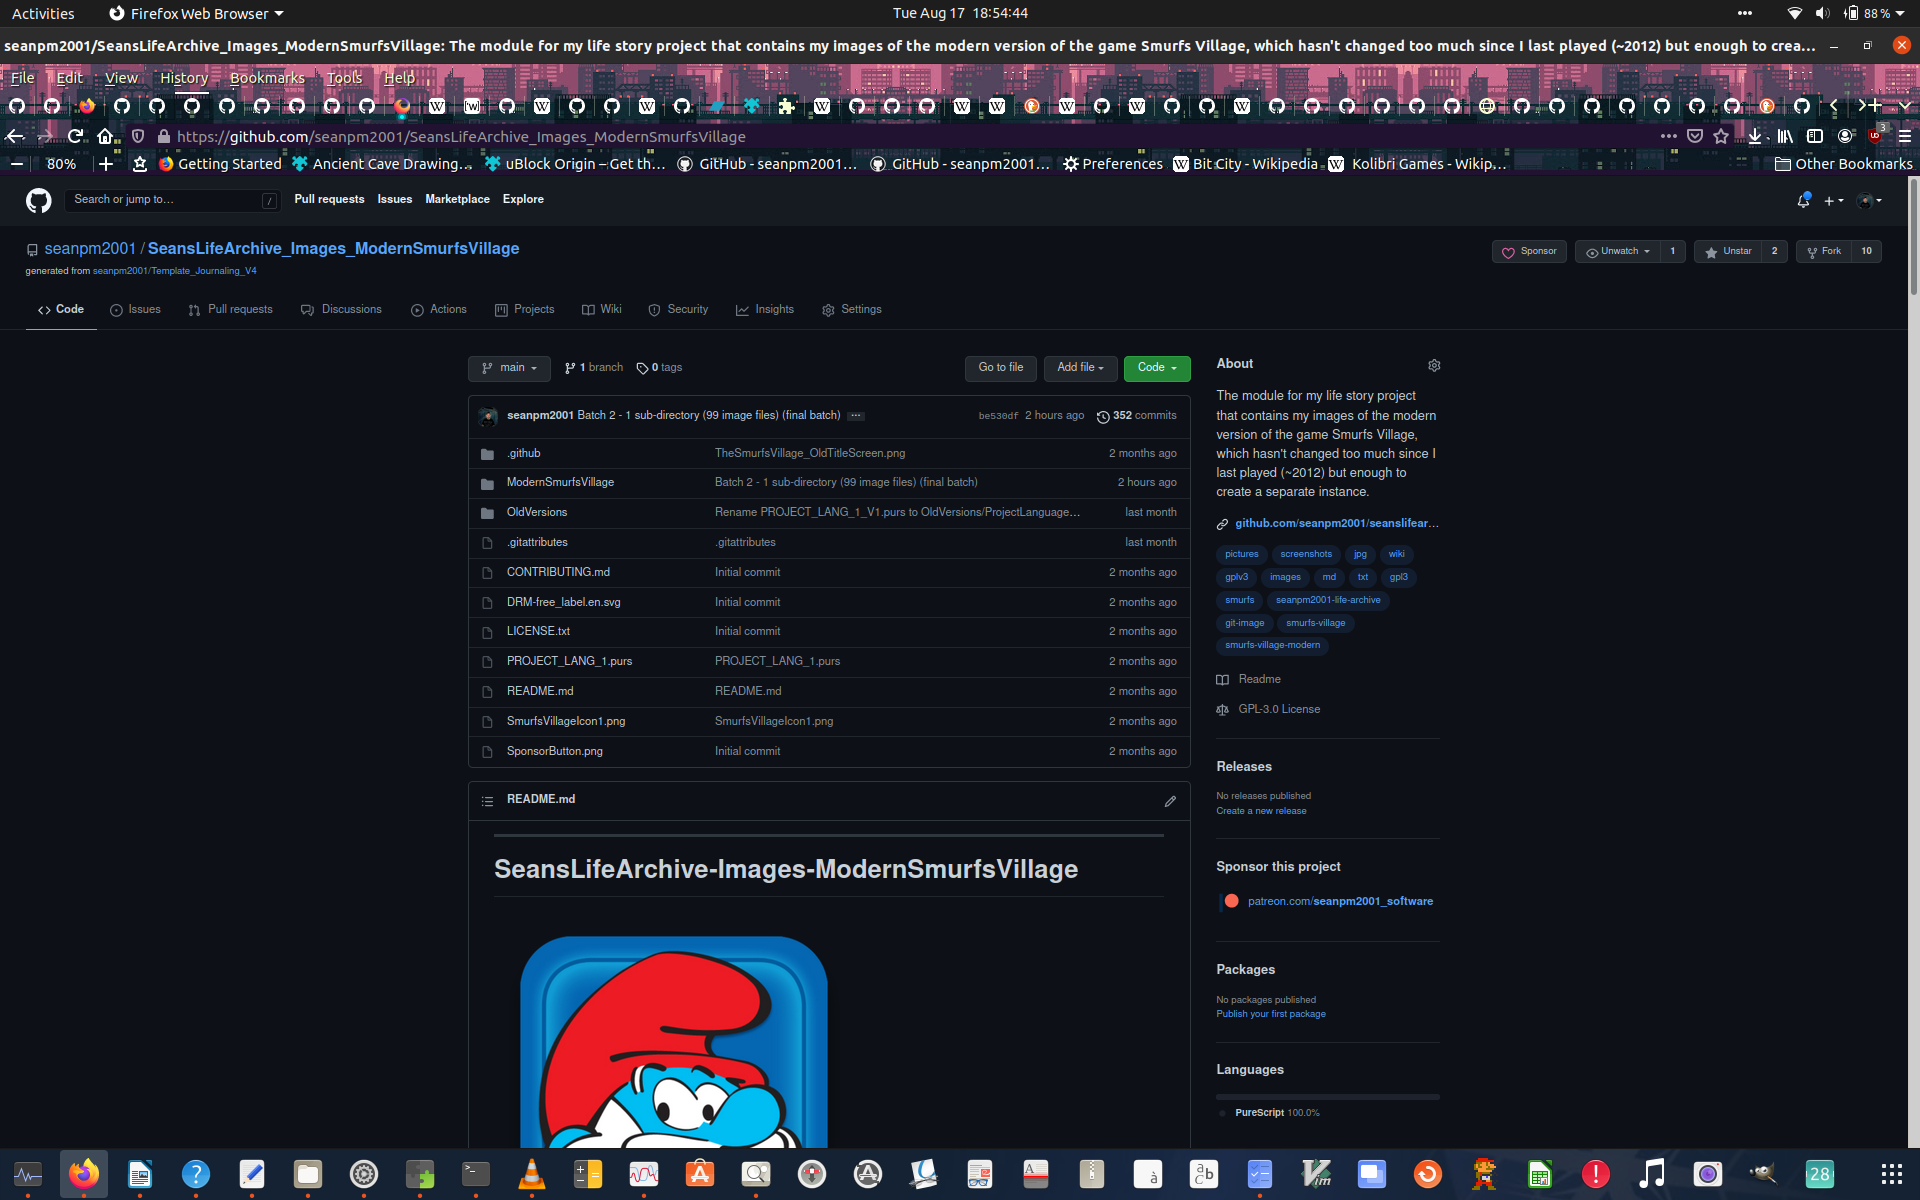 Activities Firefox Web Browser Tue Aug 17 18:54:44 88 %
seanpm2001/SeansLifeArchive_Images_ModernSmurfsVillage: The module for my life story project that contains my images of the modern version of the game Smurfs Village, which hasn't changed too much since I last played (~2012) but enough to crea…
File Edit View History Bookmarks Tools Help
https://github.com/seanpm2001/SeansLifeArchive_Images_ModernSmurfsVillage 3
80% Getting Started Ancient Cave Drawing… uBlock Origin – Get th… GitHub - seanpm2001… GitHub - seanpm2001… Preferences Bit City - Wikipedia Kolibri Games - Wikip… Other Bookmarks
Search or jump to… / Pull requests Issues Marketplace Explore
seanpm2001 / SeansLifeArchive_Images_ModernSmurfsVillage Sponsor Unwatch 1 Unstar 2 Fork 10
generated from seanpm2001/Template_Journaling_V4
Code Issues Pull requests Discussions Actions Projects Wiki Security Insights Settings
main 1 branch 0 tags Go to file Add file Code
seanpm2001 Batch 2 - 1 sub-directory (99 image files) (final batch) … be530df 2 hours ago 352 commits
.github TheSmurfsVillage_OldTitleScreen.png 2 months ago
ModernSmurfsVillage Batch 2 - 1 sub-directory (99 image files) (final batch) 2 hours ago
OldVersions Rename PROJECT_LANG_1_V1.purs to OldVersions/ProjectLanguage… last month
.gitattributes .gitattributes last month
CONTRIBUTING.md Initial commit 2 months ago
DRM-free_label.en.svg Initial commit 2 months ago
LICENSE.txt Initial commit 2 months ago
PROJECT_LANG_1.purs PROJECT_LANG_1.purs 2 months ago
README.md README.md 2 months ago
SmurfsVillageIcon1.png SmurfsVillageIcon1.png 2 months ago
SponsorButton.png Initial commit 2 months ago
README.md
SeansLifeArchive-Images-ModernSmurfsVillage
About
The module for my life story project
that contains my images of the modern
version of the game Smurfs Village,
which hasn't changed too much since I
last played (~2012) but enough to
create a separate instance.
github.com/seanpm2001/seanslifear…
pictures screenshots jpg wiki
gplv3 images md txt gpl3
smurfs seanpm2001-life-archive
git-image smurfs-village
smurfs-village-modern
Readme
GPL-3.0 License
Releases
No releases published
Create a new release
Sponsor this project
patreon.com/seanpm2001_software
Packages
No packages published
Publish your first package
Languages
PureScript 100.0%
28